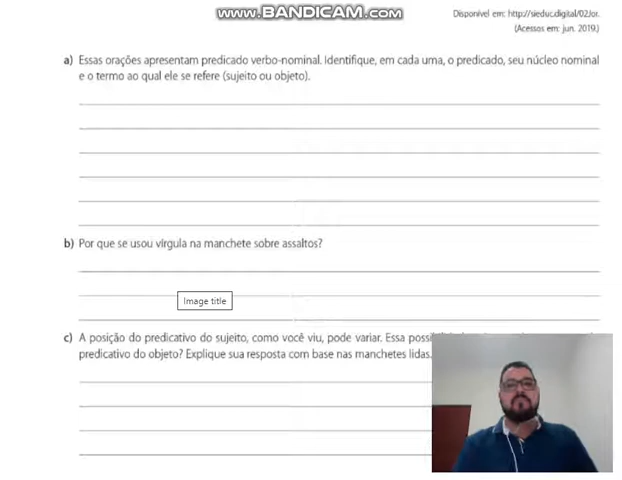 www.BANDICAM.com
Disponível em: http://sieduc.digital/02Jor.
(Acessos em: jun. 2019.)
a) Essas orações apresentam predicado verbo-nominal. Identifique, em cada uma, o predicado, seu núcleo nominal
e o termo ao qual ele se refere (sujeito ou objeto).
b) Por que se usou vírgula na manchete sobre assaltos?
Image title
c) A posição do predicativo do sujeito, como você viu, pode variar. Essa
predicativo do objeto? Explique sua resposta com base nas manchetes lidas.